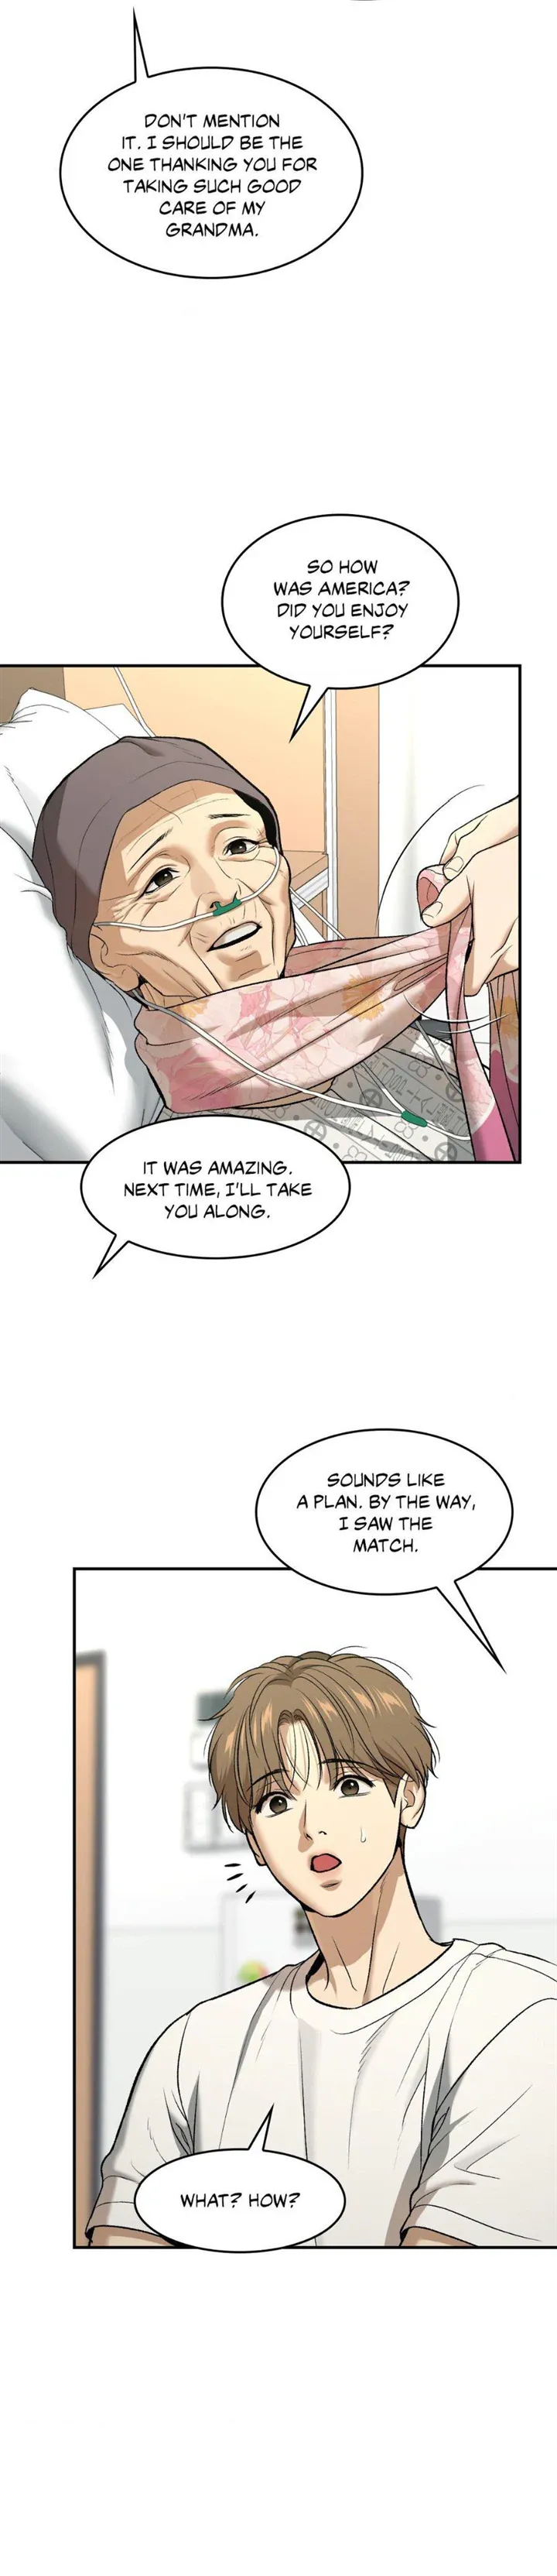 DON'T MENTION
IT. I SHOULD BE THE
ONE THANKING YOU FOR
TAKING SUCH GOOD
CARE OF MY
GRANDMA.
SO HOW
WAS AMERICA?
DID YOU ENJOY
YOURSELF?
IT WAS AMAZING.
NEXT TIME, I'LL TAKE
YOU ALONG.
SOUNDS LIKE
A PLAN. BY THE WAY,
I SAW THE
MATCH.
WHAT? HOW?